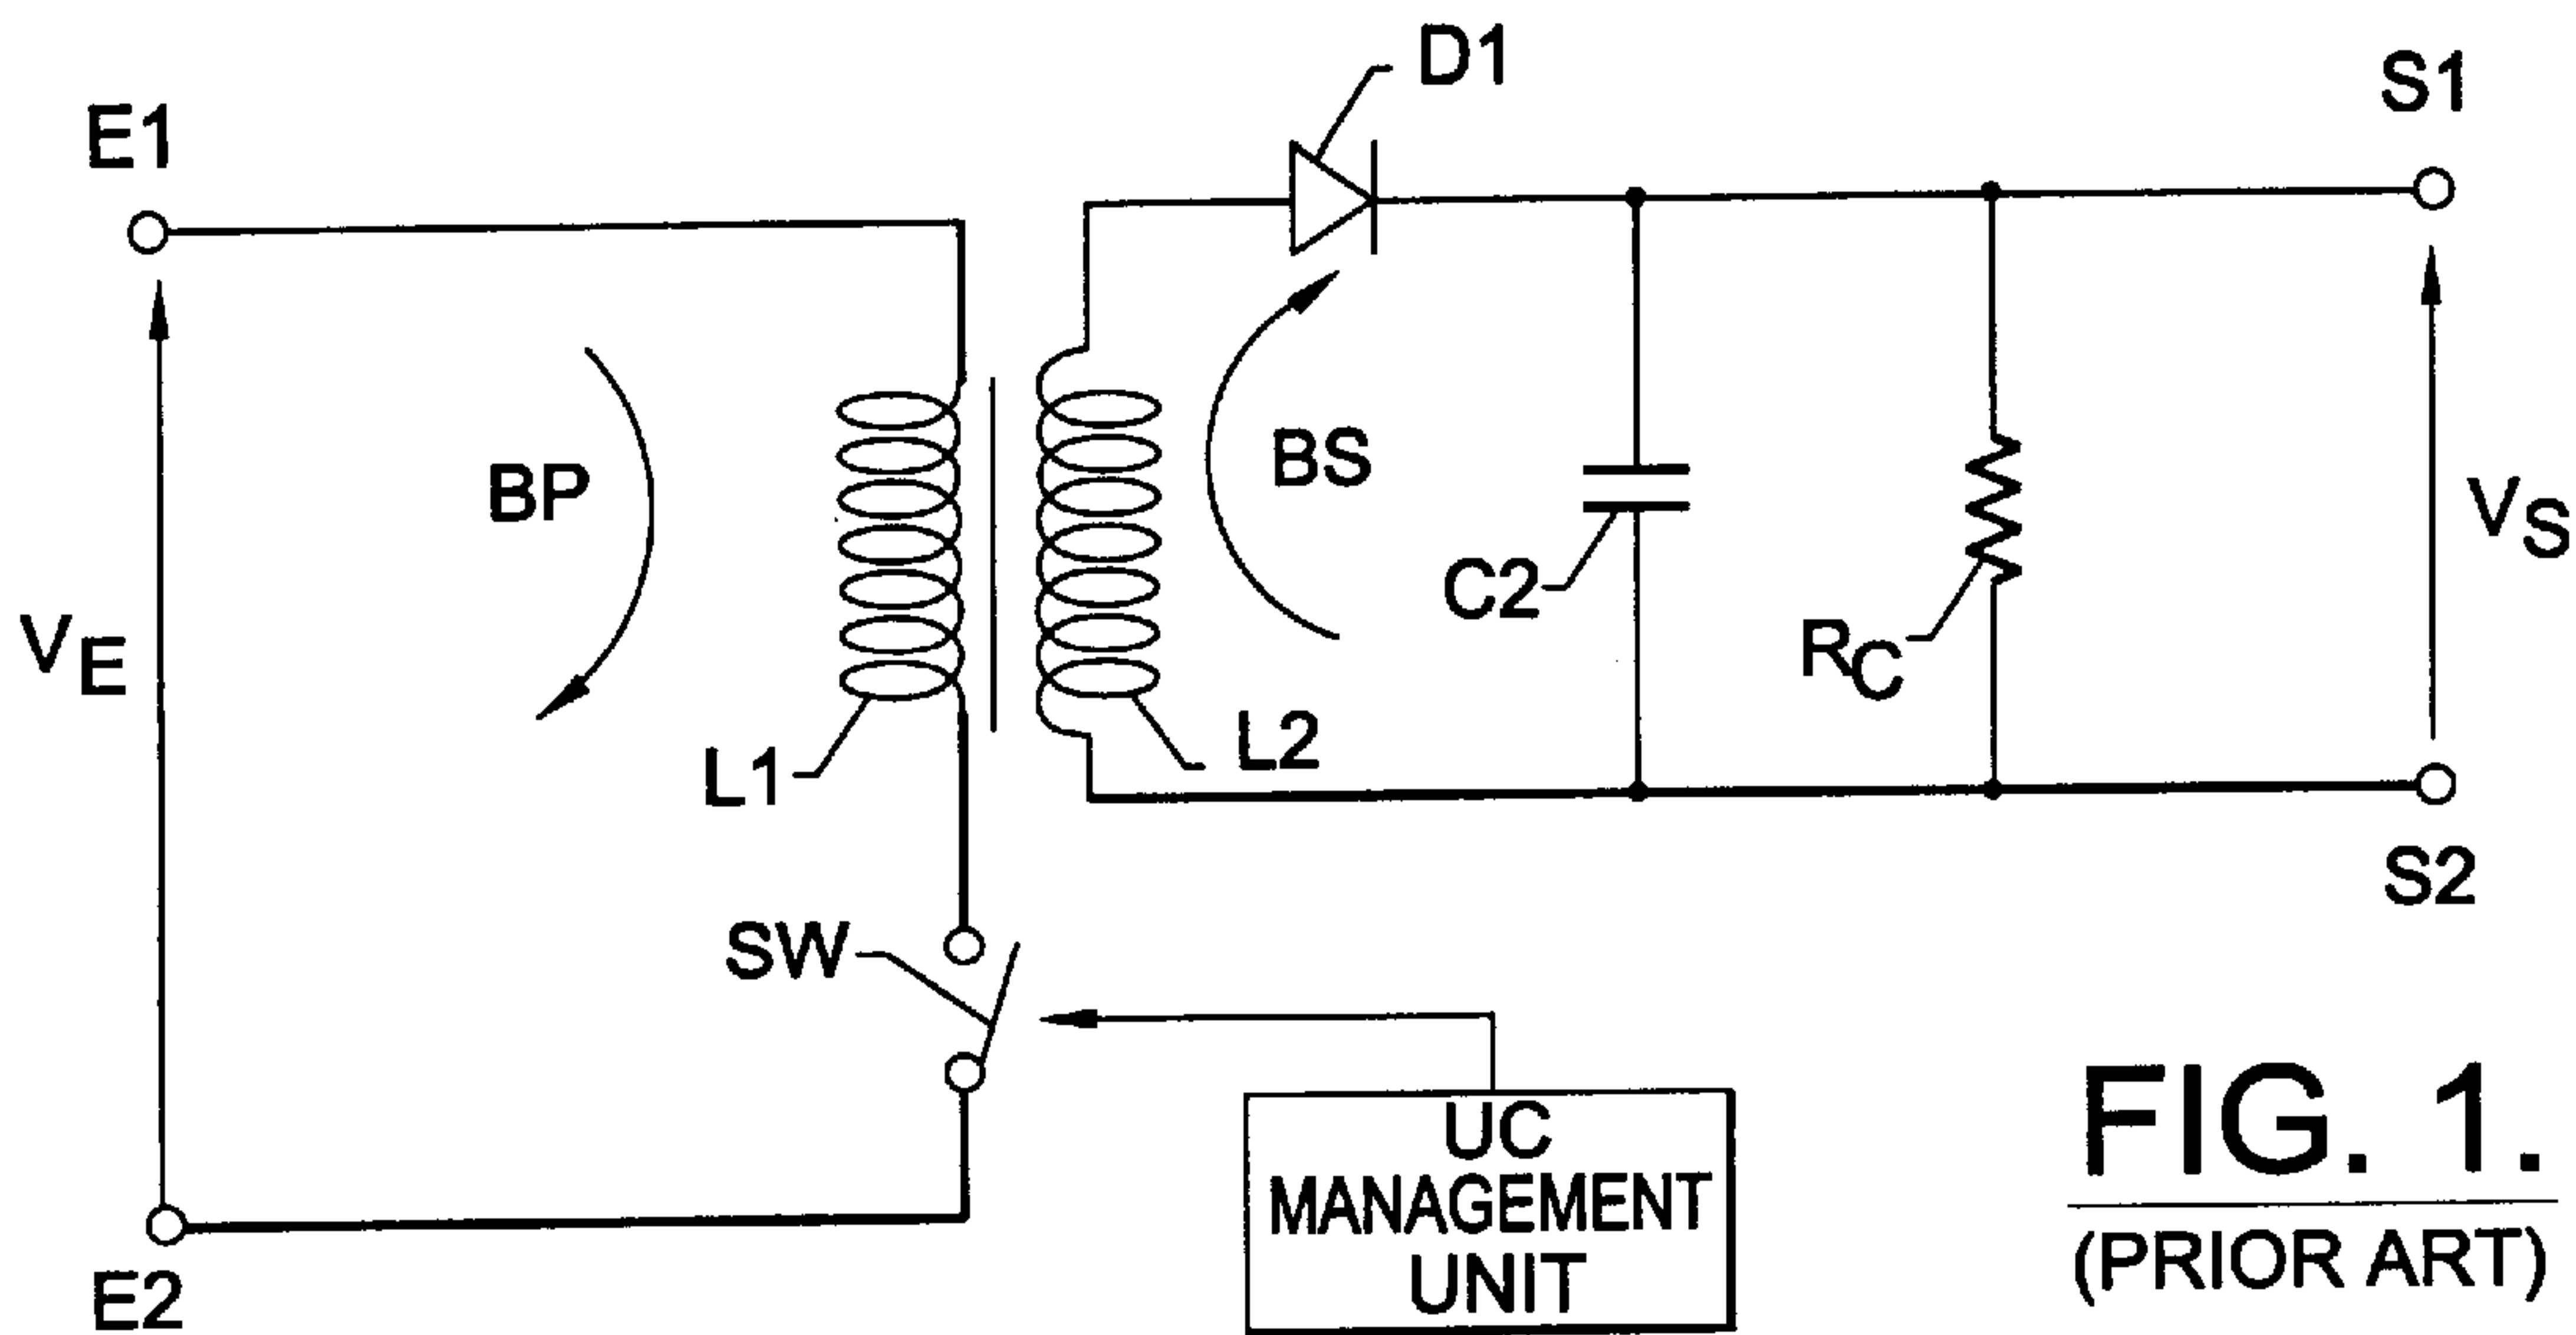 D1
S1
E1
BP
BS
VS
C2
VE
RC
L1
L2
S2
SW
UC
MANAGEMENT
UNIT
E2
FIG. 1.
(PRIOR ART)